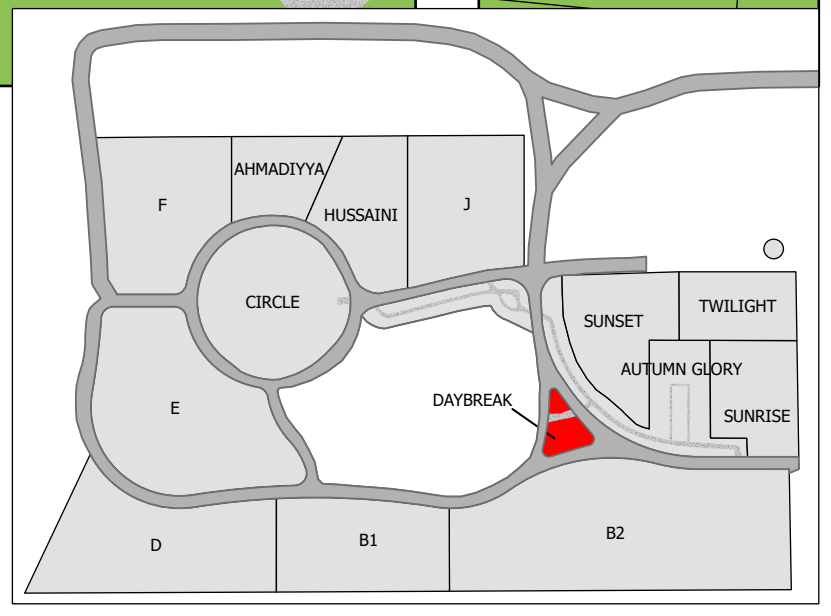 AHMADIYYA
F
HUSSAINI
J
CIRCLE
SUNSET
TWILIGHT
AUTUMN GLORY
DAYBREAK
E
SUNRISE
D
B1
B2